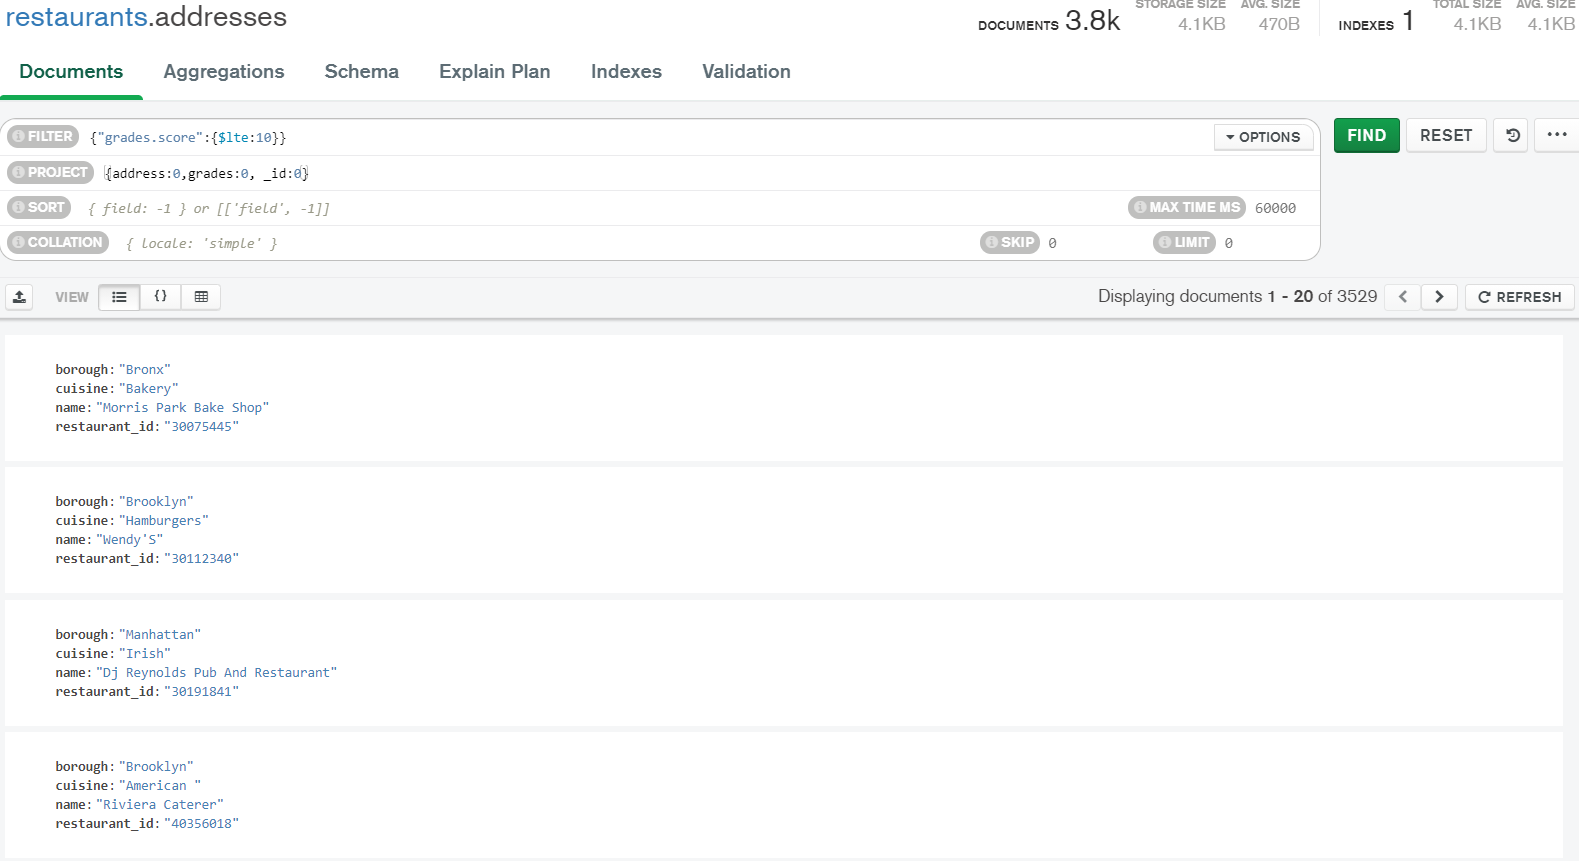 restaurants.addresses
DOCUMENTS 3.8k STORAGE SIZE 4.1KB AVG. SIZE 470B INDEXES 1 TOTAL SIZE 4.1KB AVG. SIZE 4.1KB
Documents Aggregations Schema Explain Plan Indexes Validation
FILTER {"grades.score":{$lte:10}} OPTIONS FIND RESET
PROJECT {address:0,grades:0, _id:0}
SORT { field: -1 } or [['field', -1]] MAX TIME MS 60000
COLLATION { locale: 'simple' } SKIP 0 LIMIT 0
VIEW {} Displaying documents 1 - 20 of 3529 REFRESH
borough: "Bronx"
cuisine: "Bakery"
name: "Morris Park Bake Shop"
restaurant_id: "30075445"
borough: "Brooklyn"
cuisine: "Hamburgers"
name: "Wendy'S"
restaurant_id: "30112340"
borough: "Manhattan"
cuisine: "Irish"
name: "Dj Reynolds Pub And Restaurant"
restaurant_id: "30191841"
borough: "Brooklyn"
cuisine: "American "
name: "Riviera Caterer"
restaurant_id: "40356018"